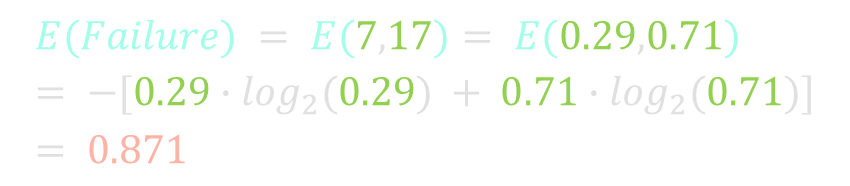 E(Failure) = E(7,17) = E(0.29,0.71)
= −[0.29 · log₂(0.29) + 0.71 · log₂(0.71)]
= 0.871